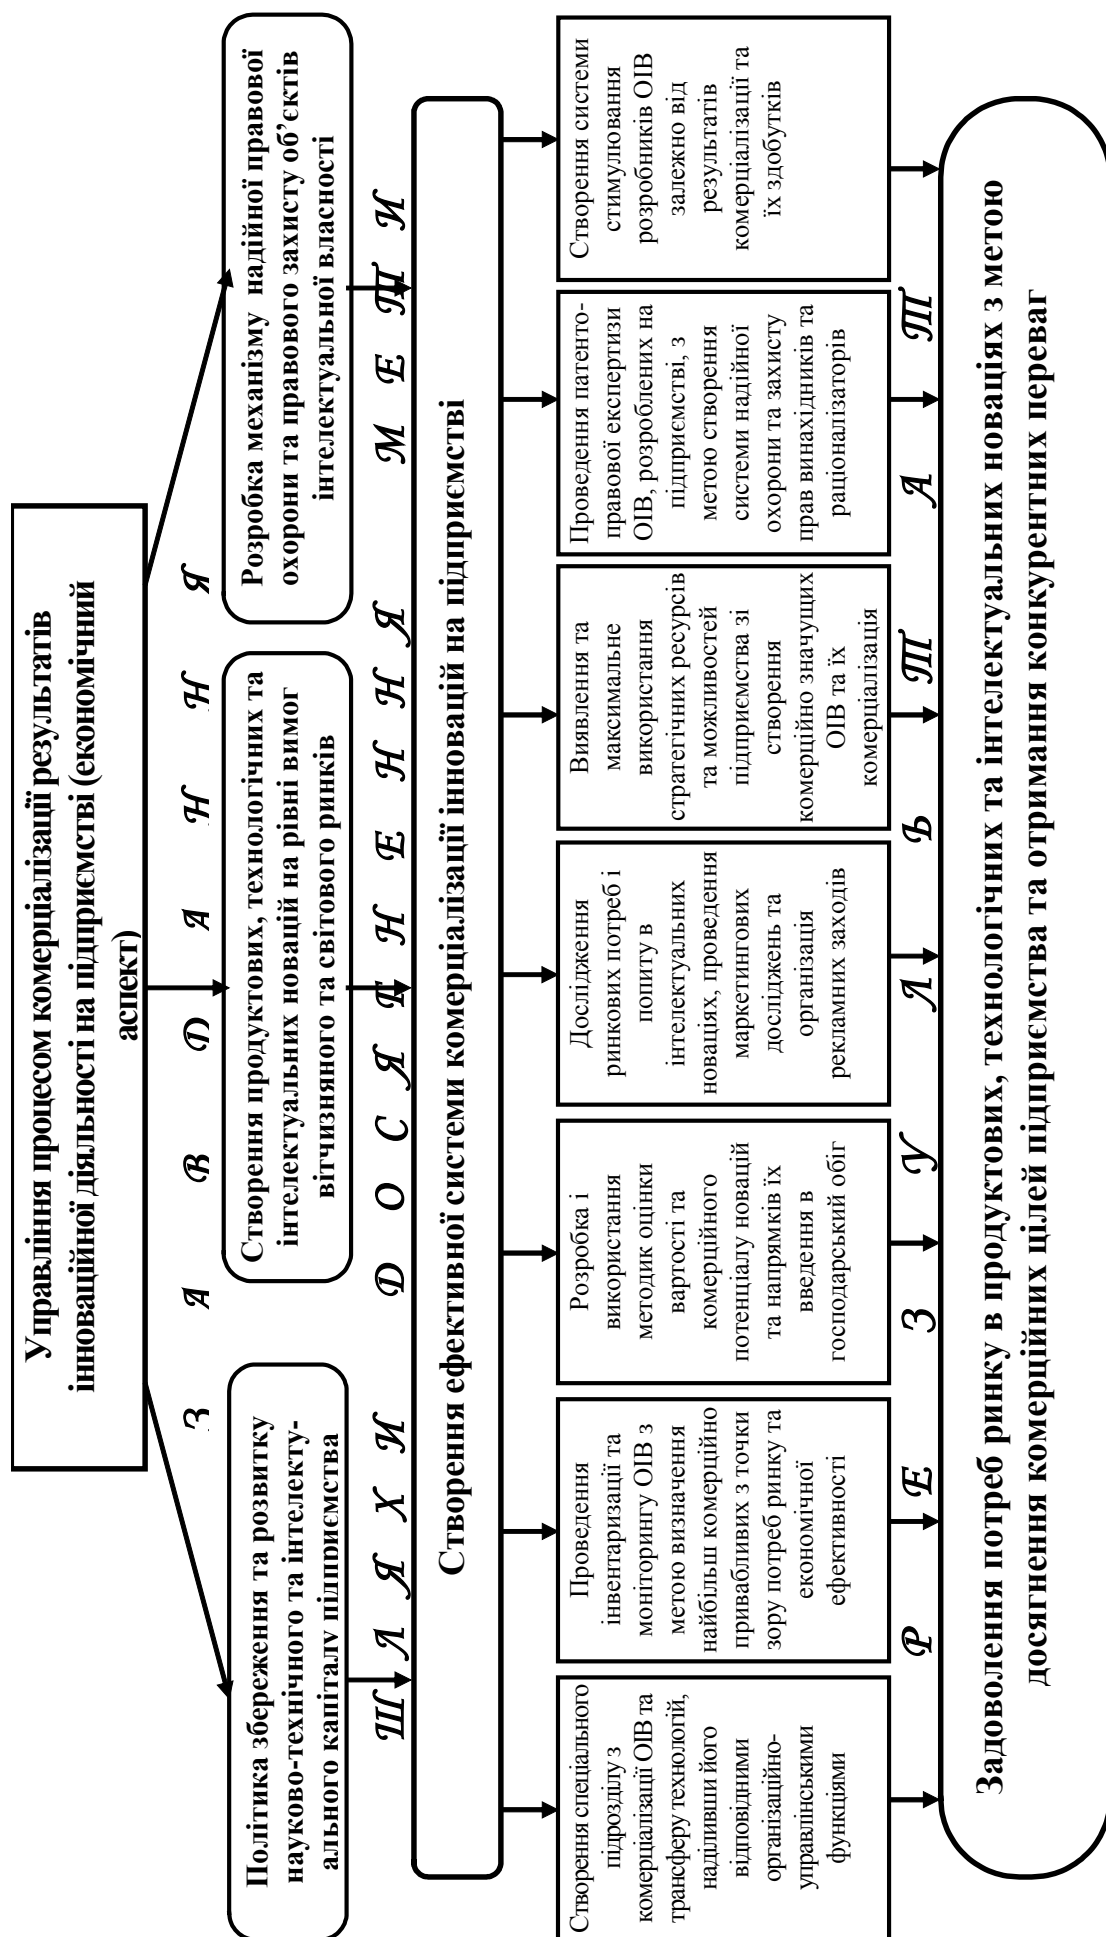 Управління процесом комерціалізації результатів
інноваційної діяльності на підприємстві (економічний
аспект)
З А В Д А Н Н Я
Політика збереження та розвитку
науково-технічного та інтелекту-
ального капіталу підприємства
Створення продуктових, технологічних та
інтелектуальних новацій на рівні вимог
вітчизняного та світового ринків
Розробка механізму надійної правової
охорони та правового захисту об’єктів
інтелектуальної власності
Ш Л Я Х И Д О С Я Г Н Е Н Н Я М Е Т И
Створення ефективної системи комерціалізації інновацій на підприємстві
Створення спеціального
підрозділу з
комерціалізації ОІВ та
трансферу технологій,
наділивши його
відповідними
організаційно-
управлінськими
функціями
Проведення
інвентаризації та
моніторингу ОІВ з
метою визначення
найбільш комерційно
привабливих з точки
зору потреб ринку та
економічної
ефективності
Розробка і
використання
методик оцінки
вартості та
комерційного
потенціалу новацій
та напрямків їх
введення в
господарський обіг
Дослідження
ринкових потреб і
попиту в
інтелектуальних
новаціях, проведення
маркетингових
досліджень та
організація
рекламних заходів
Виявлення та
максимальне
використання
стратегічних ресурсів
та можливостей
підприємства зі
створення
комерційно значущих
ОІВ та їх
комерціалізація
Проведення патенто-
правової експертизи
ОІВ, розроблених на
підприємстві, з
метою створення
системи надійної
охорони та захисту
прав винахідників та
раціоналізаторів
Створення системи
стимулювання
розробників ОІВ
залежно від
результатів
комерціалізації та
їх здобутків
Р Е З У Л Ь Т А Т
Задоволення потреб ринку в продуктових, технологічних та інтелектуальних новаціях з метою
досягнення комерційних цілей підприємства та отримання конкурентних переваг